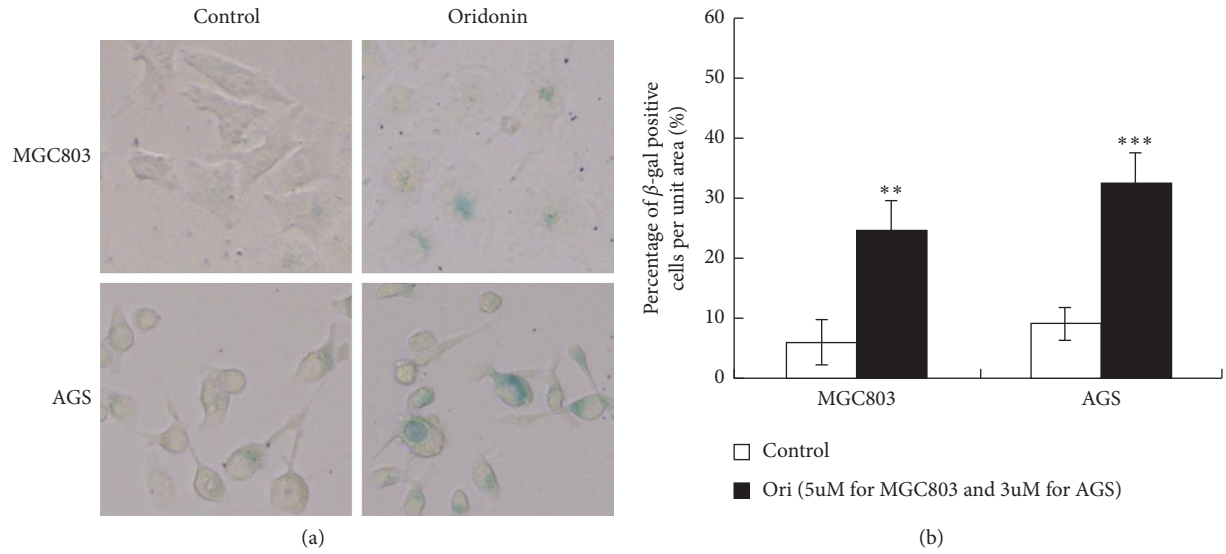 Control
Oridonin
MGC803
AGS
(a)
Percentage of β-gal positive
cells per unit area (%)
60
50
40
30
20
10
0
**
***
MGC803
AGS
Control
Ori (5uM for MGC803 and 3uM for AGS)
(b)